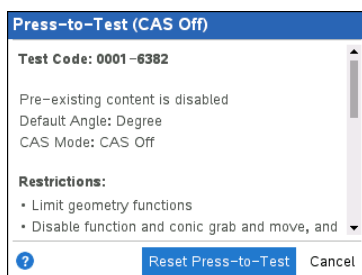 Press-to-Test (CAS Off)
Test Code: 0001-6382
Pre-existing content is disabled
Default Angle: Degree
CAS Mode: CAS Off
Restrictions:
• Limit geometry functions
• Disable function and conic grab and move, and
?
Reset Press-to-Test
Cancel